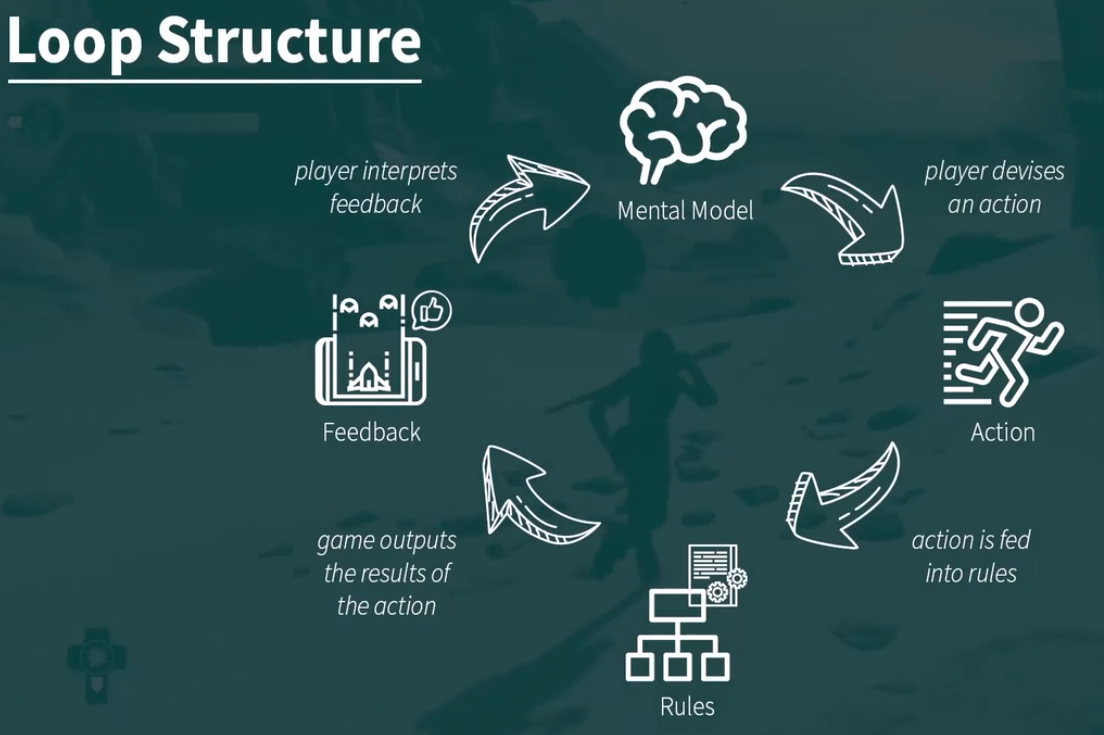 Loop Structure
player interprets
feedback
Mental Model
player devises
an action
Feedback
Action
game outputs
the results of
the action
action is fed
into rules
Rules